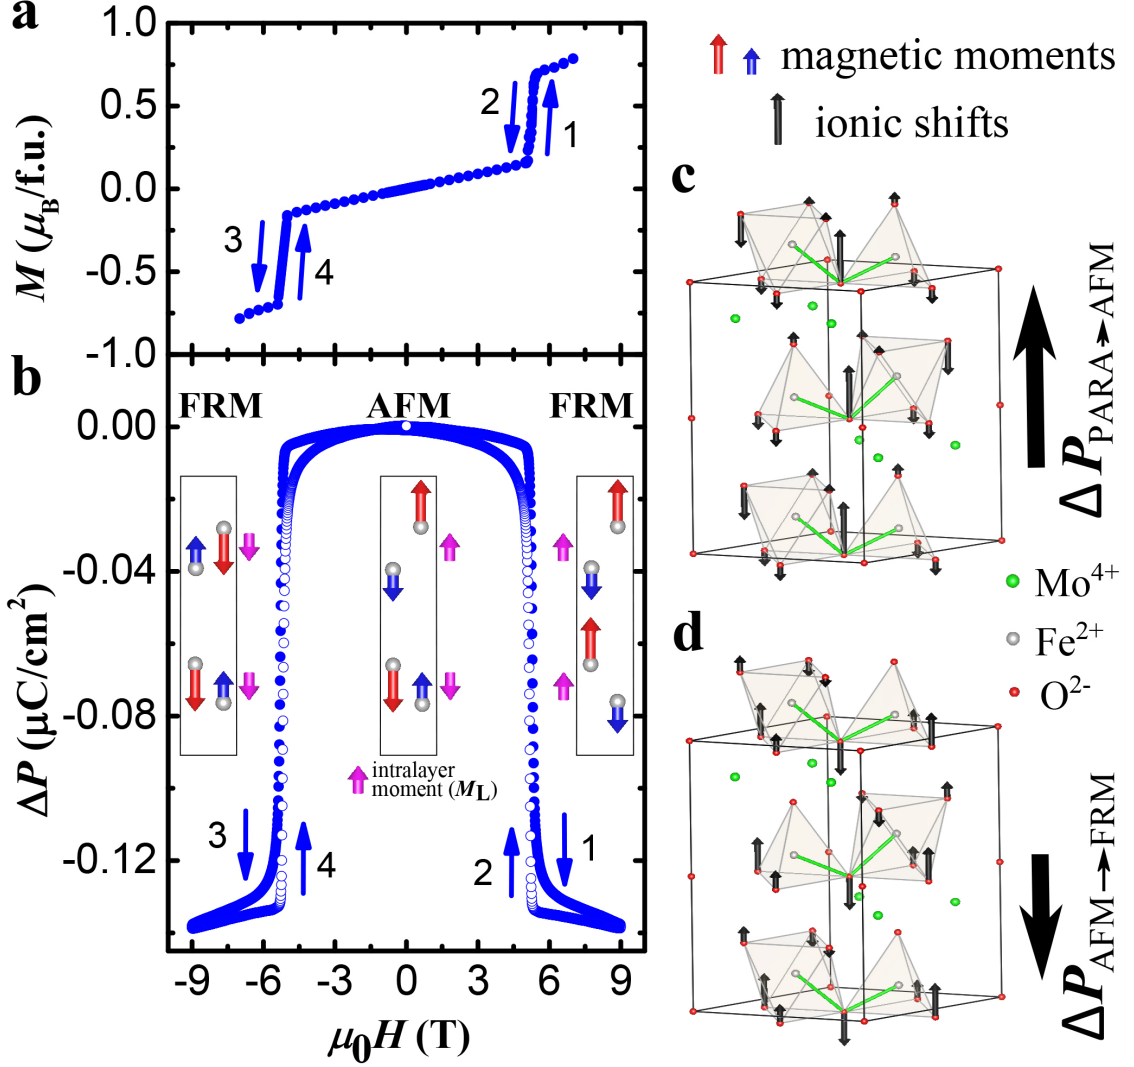 a
1.0
0.5
0.0
-0.5
-1.0
M (μB/f.u.)
2
1
3
4
b
FRM AFM FRM
0.00
-0.04
-0.08
-0.12
ΔP (μC/cm²)
intralayer
moment (ML)
3
4
2
1
-9 -6 -3 0 3 6 9
μ0H (T)
magnetic moments
ionic shifts
c
ΔPPARA→AFM
Mo4+
Fe2+
O2-
d
ΔPAFM→FRM